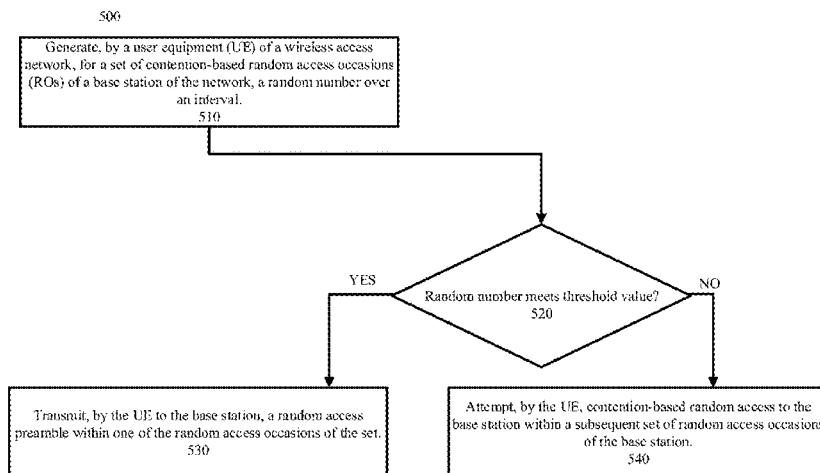 500
Generate, by a user equipment (UE) of a wireless access
network, for a set of contention-based random access occasions
(ROs) of a base station of the network, a random number over
an interval.
510
YES
NO
Random number meets threshold value?
520
Transmit, by the UE to the base station, a random access
preamble within one of the random access occasions of the set.
530
Attempt, by the UE, contention-based random access to the
base station within a subsequent set of random access occasions
of the base station.
540